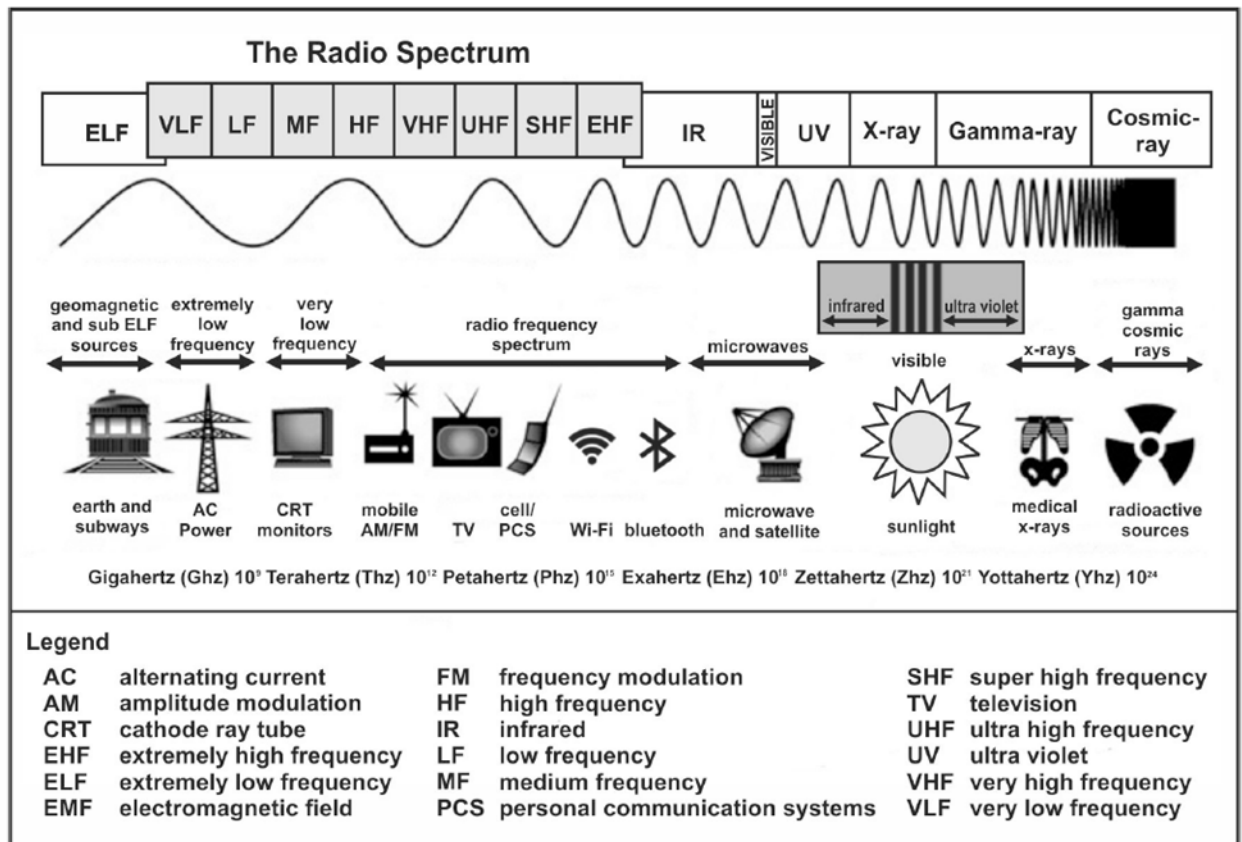 The Radio Spectrum
ELF VLF LF MF HF VHF UHF SHF EHF IR VISIBLE UV X-ray Gamma-ray Cosmic-
ray
infrared ultra violet
geomagnetic
and sub ELF
sources
extremely
low
frequency
very
low
frequency
radio frequency
spectrum
microwaves
visible
x-rays
gamma
cosmic
rays
earth and
subways
AC
Power
CRT
monitors
mobile
AM/FM
TV
cell/
PCS
Wi-Fi
bluetooth
microwave
and satellite
sunlight
medical
x-rays
radioactive
sources
Gigahertz (Ghz) 10⁹ Terahertz (Thz) 10¹² Petahertz (Phz) 10¹⁵ Exahertz (Ehz) 10¹⁸ Zettahertz (Zhz) 10²¹ Yottahertz (Yhz) 10²⁴
Legend
AC alternating current
AM amplitude modulation
CRT cathode ray tube
EHF extremely high frequency
ELF extremely low frequency
EMF electromagnetic field
FM frequency modulation
HF high frequency
IR infrared
LF low frequency
MF medium frequency
PCS personal communication systems
SHF super high frequency
TV television
UHF ultra high frequency
UV ultra violet
VHF very high frequency
VLF very low frequency